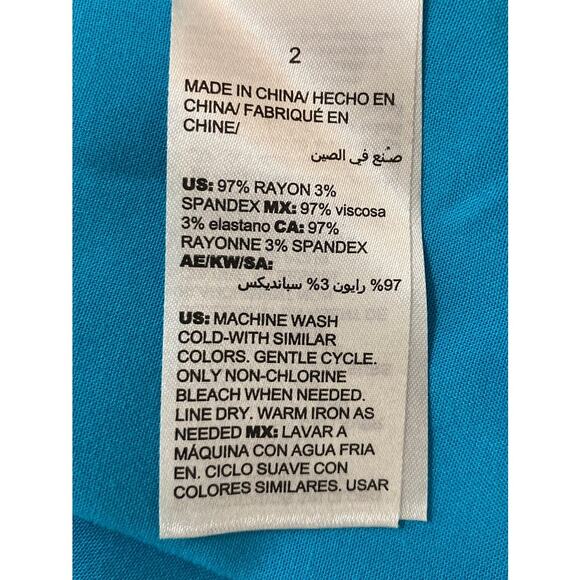 2
MADE IN CHINA/ HECHO EN
CHINA/ FABRIQUÉ EN
CHINE/
صُنع في الصين
US: 97% RAYON 3%
SPANDEX MX: 97% viscosa
3% elastano CA: 97%
RAYONNE 3% SPANDEX
AE/KW/SA:
97% رايون 3% سباندیکس
US: MACHINE WASH
COLD-WITH SIMILAR
COLORS. GENTLE CYCLE.
ONLY NON-CHLORINE
BLEACH WHEN NEEDED.
LINE DRY. WARM IRON AS
NEEDED MX: LAVAR A
MÁQUINA CON AGUA FRIA
EN. CICLO SUAVE CON
COLORES SIMILARES. USAR